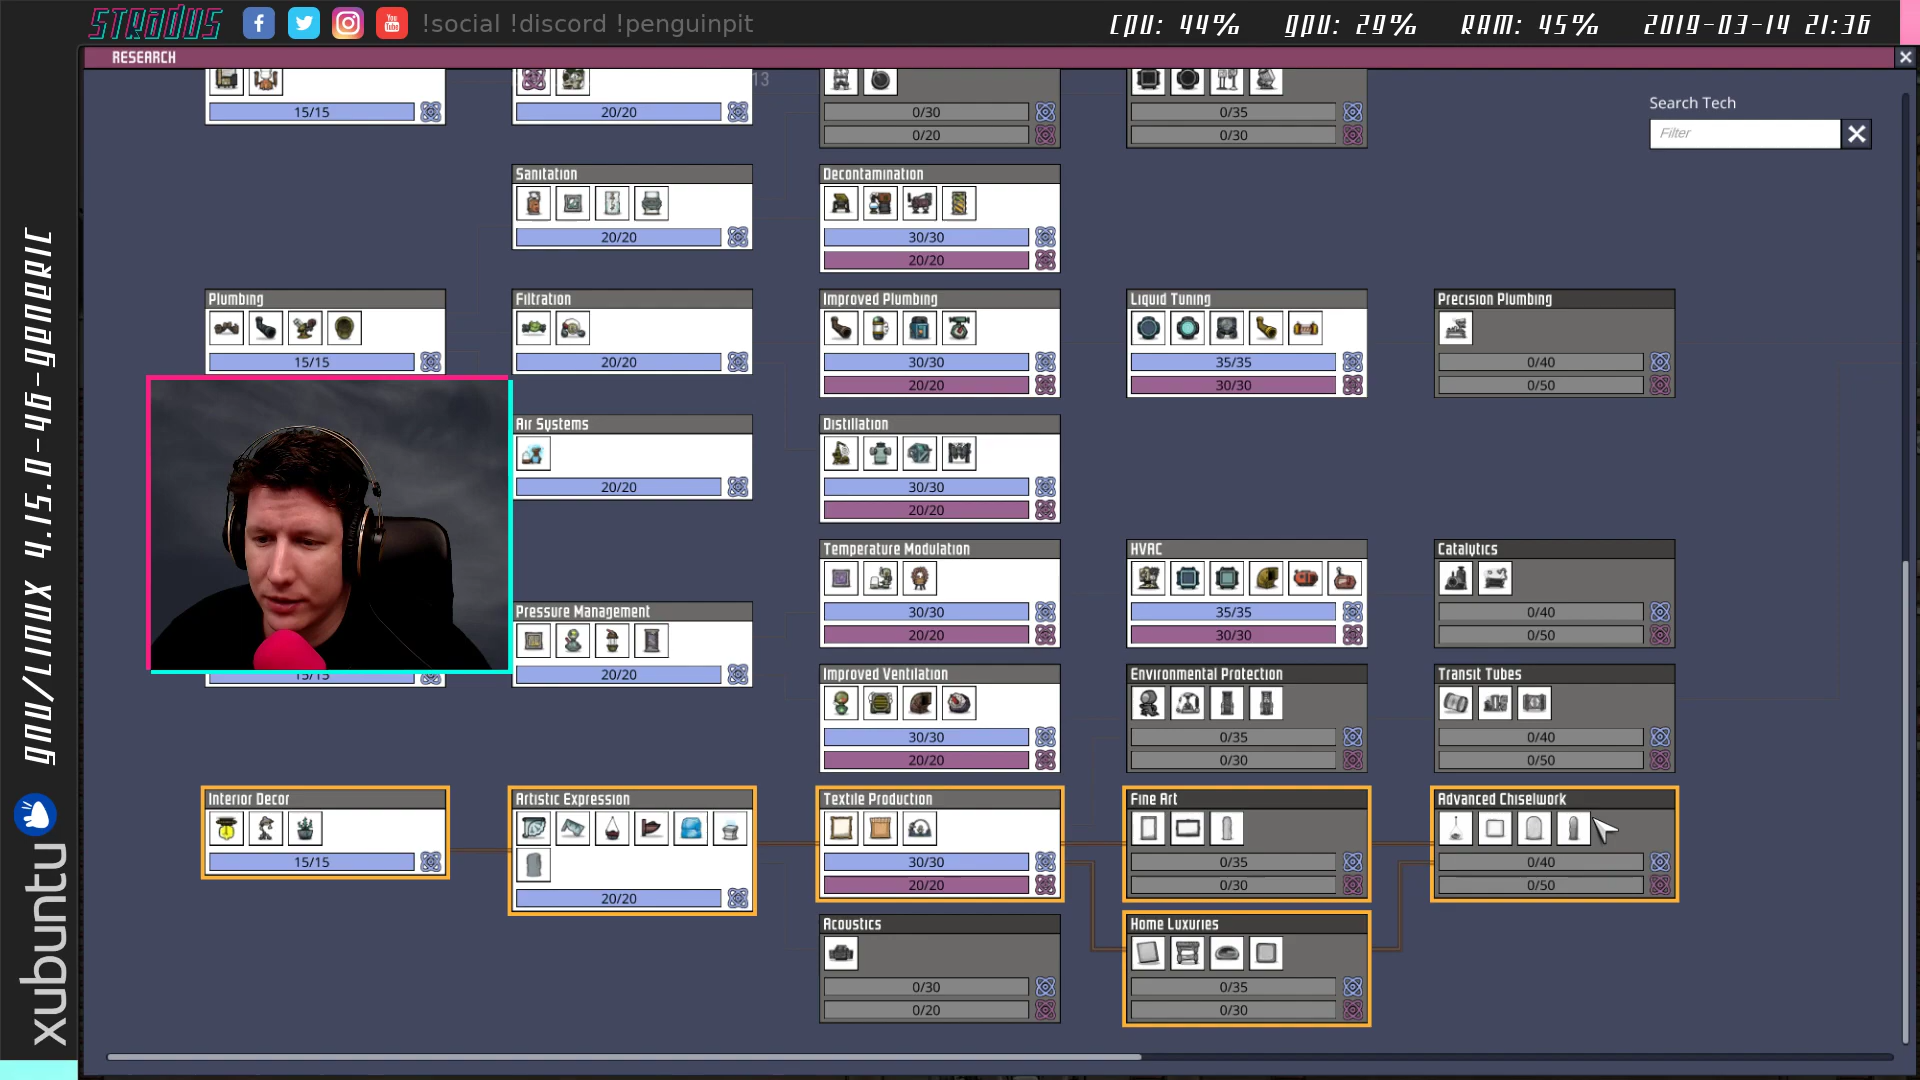 STRADUS
!social !discord !penguinpit
CPU: 44% GPU: 29% RAM: 45% 2019-03-14 21:36
RESEARCH
13
Search Tech
Filter
15/15
20/20
0/30
0/20
0/35
0/30
Sanitation
20/20
Decontamination
30/30
20/20
Plumbing
15/15
Filtration
20/20
Improved Plumbing
30/30
20/20
Liquid Tuning
35/35
30/30
Precision Plumbing
0/40
0/50
Air Systems
20/20
Distillation
30/30
20/20
Temperature Modulation
30/30
20/20
HVAC
35/35
30/30
Catalytics
0/40
0/50
15/15
Pressure Management
20/20
Improved Ventilation
30/30
20/20
Environmental Protection
0/35
0/30
Transit Tubes
0/40
0/50
Interior Decor
15/15
Artistic Expression
20/20
Textile Production
30/30
20/20
Fine Art
0/35
0/30
Advanced Chiselwork
0/40
0/50
Acoustics
0/30
0/20
Home Luxuries
0/35
0/30
xubuntu GNU/LINUX 4.15.0-46-GENERIC